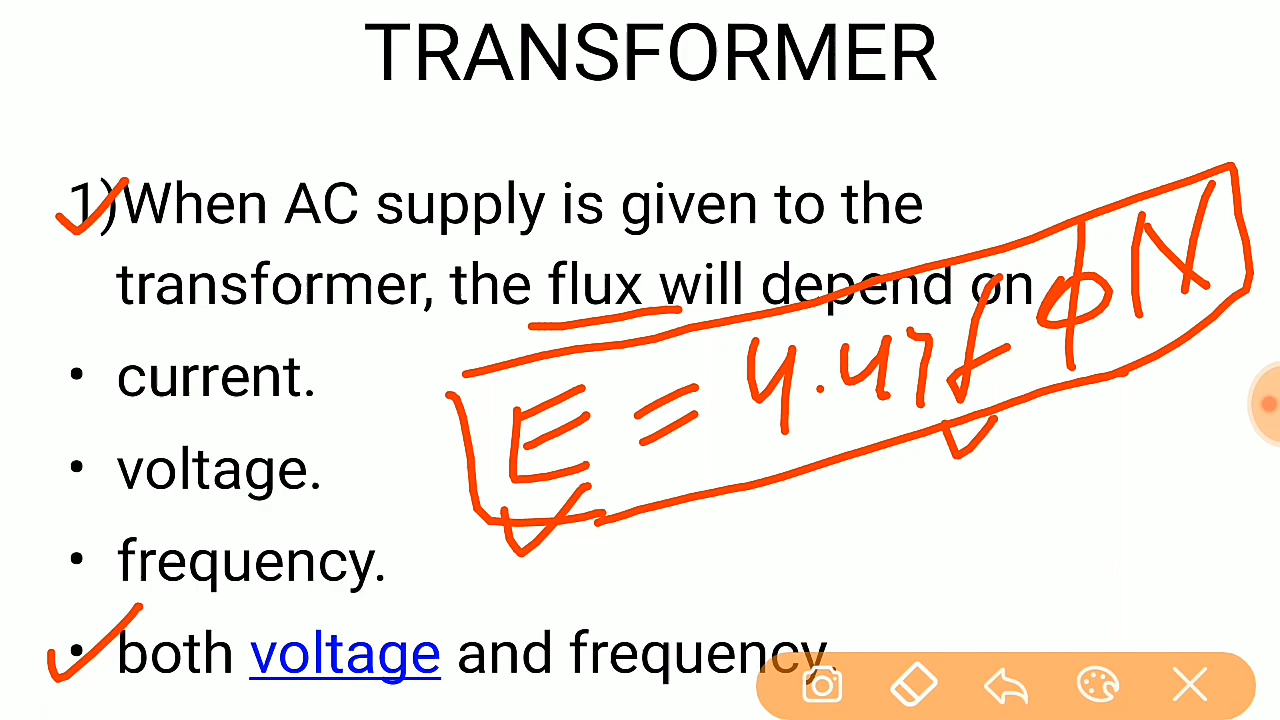 TRANSFORMER
1)When AC supply is given to the
transformer, the flux will depend on
E = 4.47f ϕ N
• current.
• voltage.
• frequency.
• both voltage and frequency.